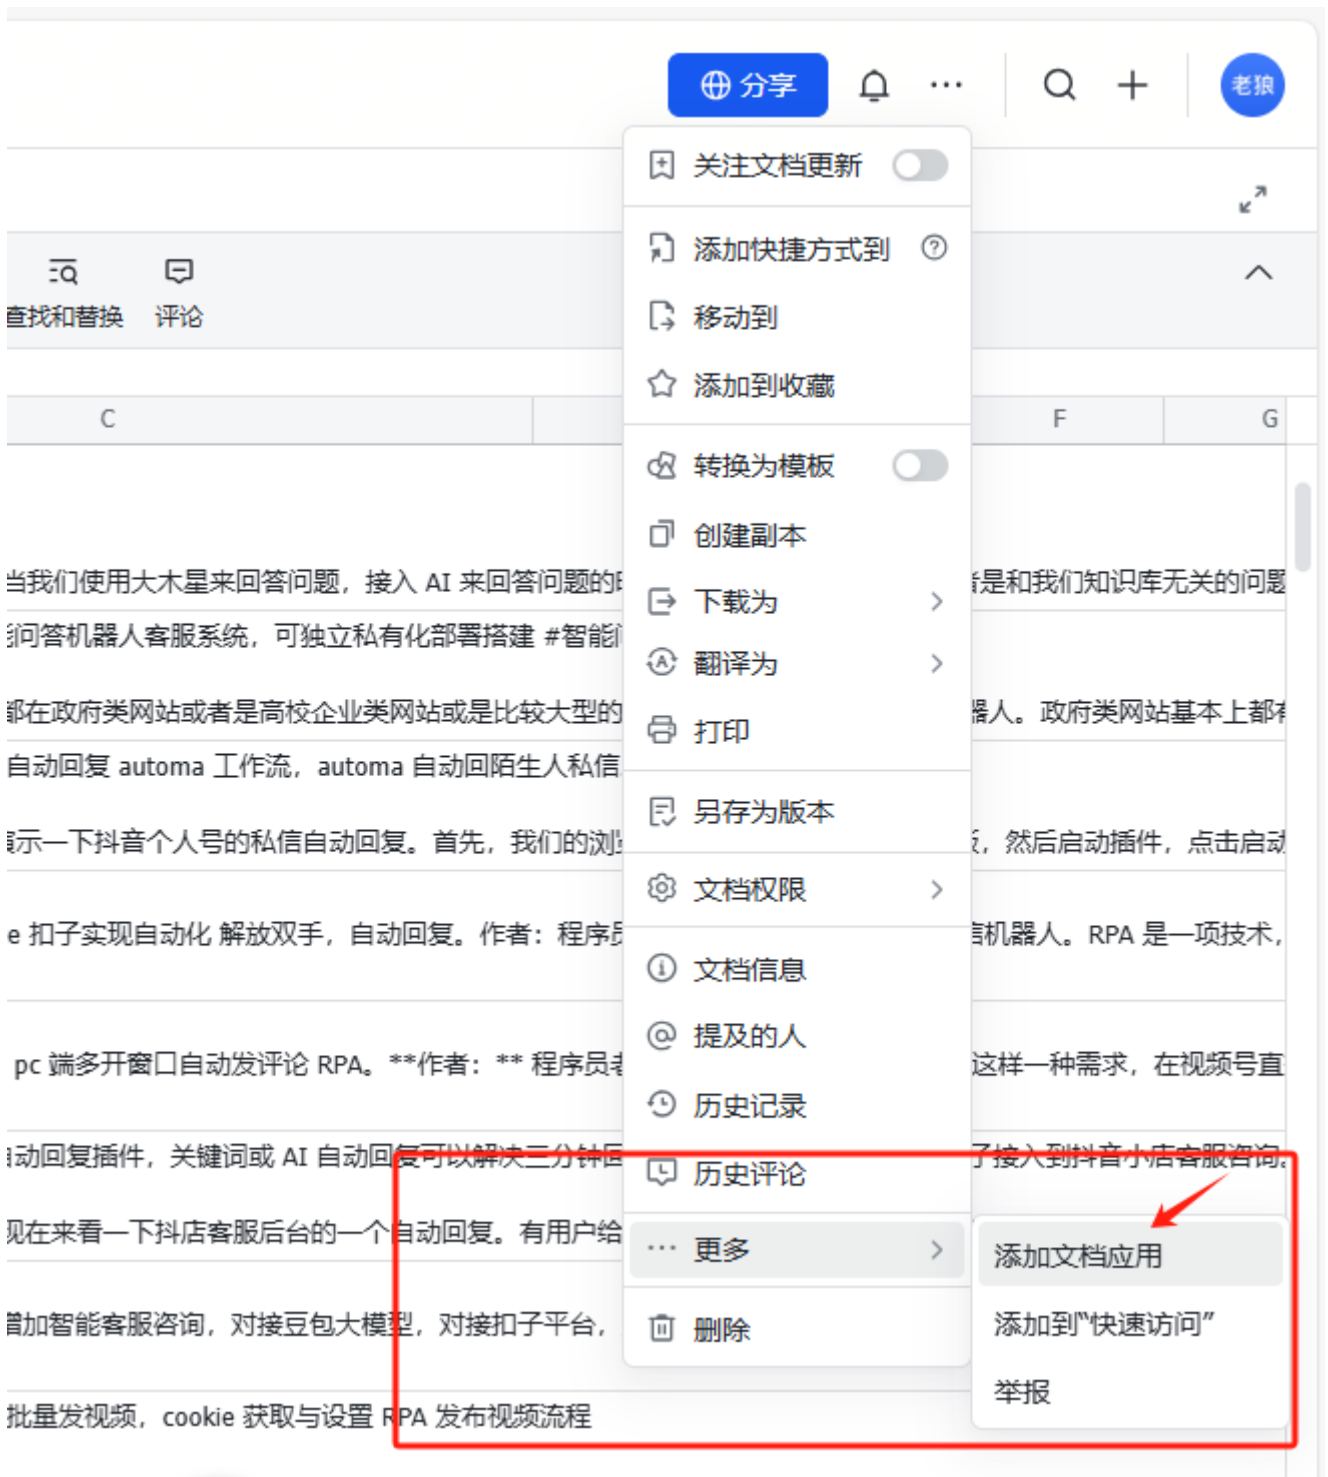 分享
老狼
关注文档更新
添加快捷方式到
查找和替换
评论
移动到
添加到收藏
C
F
G
转换为模板
创建副本
当我们使用大木星来回答问题，接入 AI 来回答问题的
是和我们知识库无关的问题
下载为
问答机器人客服系统，可独立私有化部署搭建 #智能
翻译为
都在政府类网站或者是高校企业类网站或是比较大型的
器人。政府类网站基本上都有
打印
自动回复 automa 工作流，automa 自动回陌生人私信
另存为版本
演示一下抖音个人号的私信自动回复。首先，我们的浏
，然后启动插件，点击启动
文档权限
e 扣子实现自动化 解放双手，自动回复。作者：程序员
机器人。RPA 是一项技术，
文档信息
提及的人
pc 端多开窗口自动发评论 RPA。**作者：** 程序员老
这样一种需求，在视频号直
历史记录
自动回复插件，关键词或 AI 自动回复可以解决三分钟回
子接入到抖音小店客服咨询。
历史评论
现在来看一下抖店客服后台的一个自动回复。有用户给
更多
添加文档应用
增加智能客服咨询，对接豆包大模型，对接扣子平台，
删除
添加到“快速访问”
举报
批量发视频，cookie 获取与设置 RPA 发布视频流程